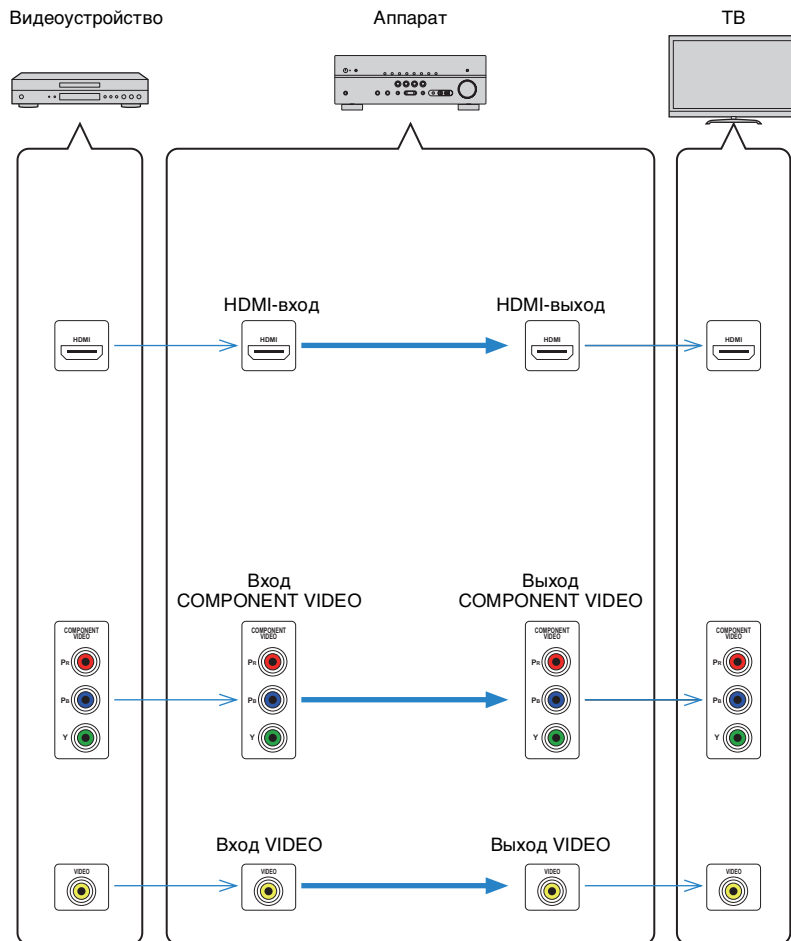 Видеоустройство
Аппарат
ТВ
HDMI-вход
HDMI-выход
HDMI
HDMI
HDMI
HDMI
Вход
COMPONENT VIDEO
Выход
COMPONENT VIDEO
COMPONENT
VIDEO
PR
PB
Y
COMPONENT
VIDEO
PR
PB
Y
COMPONENT
VIDEO
PR
PB
Y
COMPONENT
VIDEO
PR
PB
Y
Вход VIDEO
Выход VIDEO
VIDEO
VIDEO
VIDEO
VIDEO